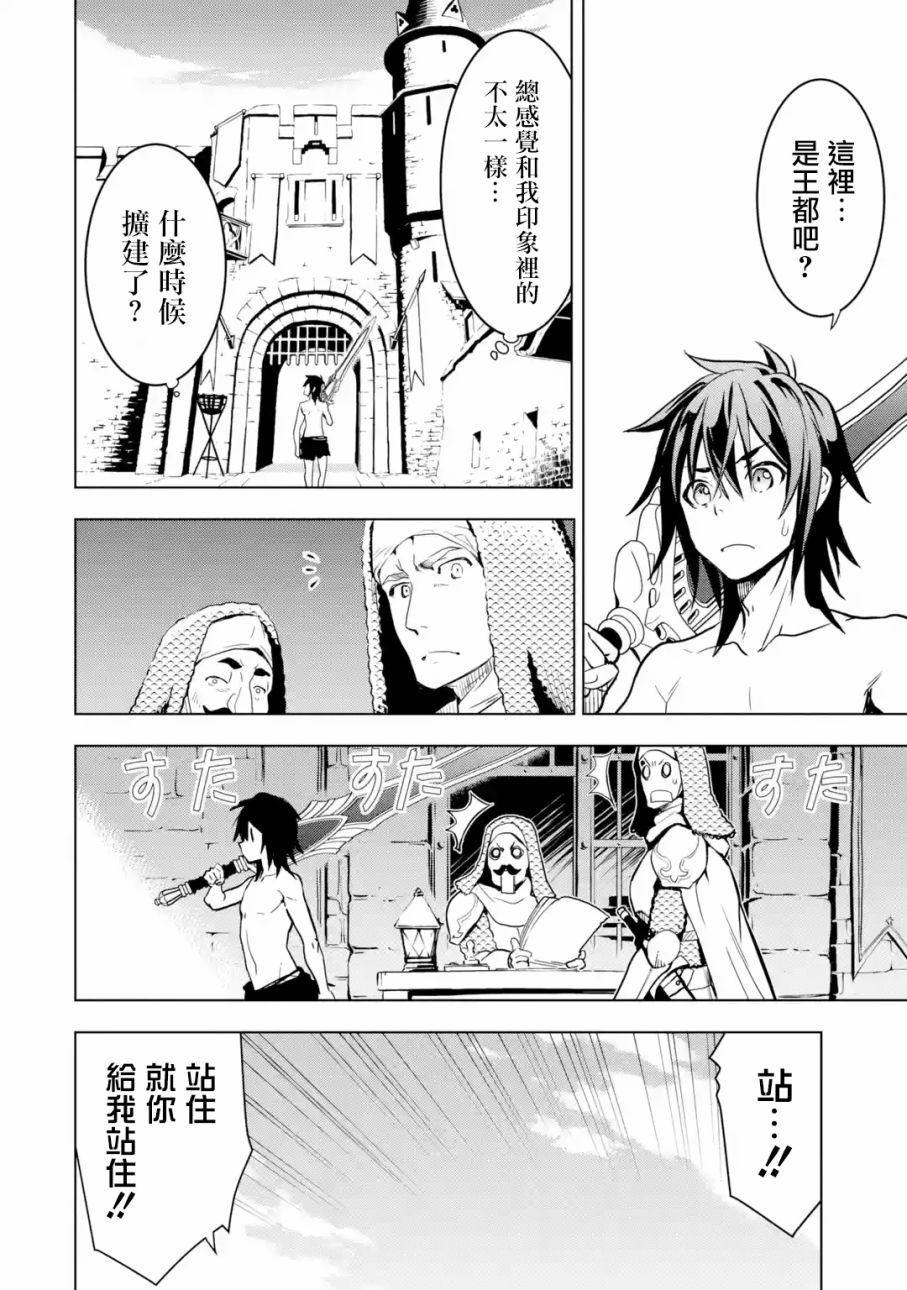 這裡…
是王都吧?
總感覺和我印象裡的
不太一樣…
什麼時候
擴建了?
すた
すた
すた
站…!!
站住
就你
給我站住!!